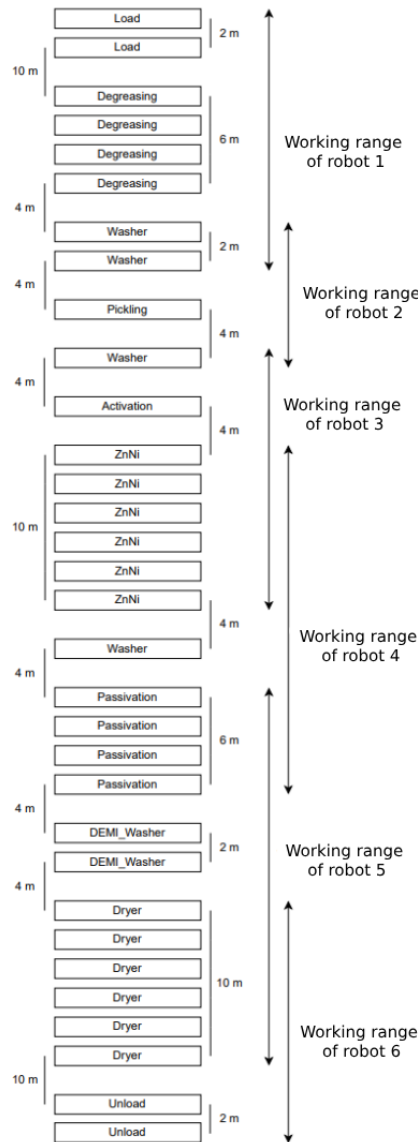 Load
2 m
Load
10 m
Degreasing
Degreasing
6 m
Working range
of robot 1
Degreasing
Degreasing
4 m
Washer
2 m
Washer
4 m
Working range
of robot 2
Pickling
4 m
Washer
4 m
Working range
of robot 3
Activation
4 m
ZnNi
ZnNi
10 m
ZnNi
ZnNi
ZnNi
ZnNi
4 m
Working range
of robot 4
Washer
4 m
Passivation
Passivation
6 m
Passivation
Passivation
4 m
DEMI_Washer
2 m
Working range
of robot 5
DEMI_Washer
4 m
Dryer
Dryer
Dryer
10 m
Dryer
Dryer
Working range
of robot 6
Dryer
10 m
Unload
2 m
Unload